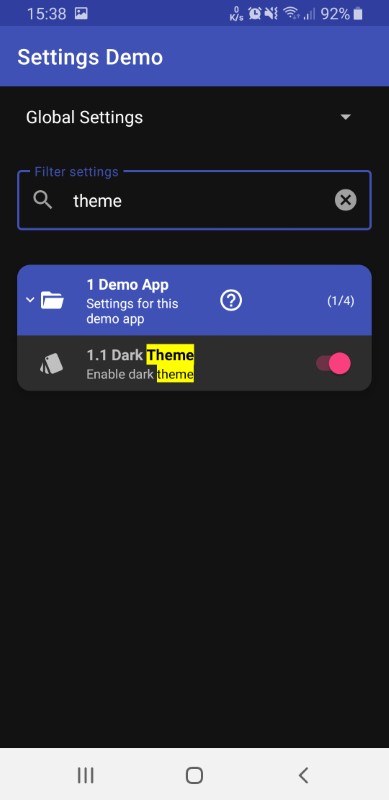 15:38
0 K/s
92%
Settings Demo
Global Settings
Filter settings
theme
1 Demo App
Settings for this
demo app
(1/4)
1.1 Dark Theme
Enable dark theme